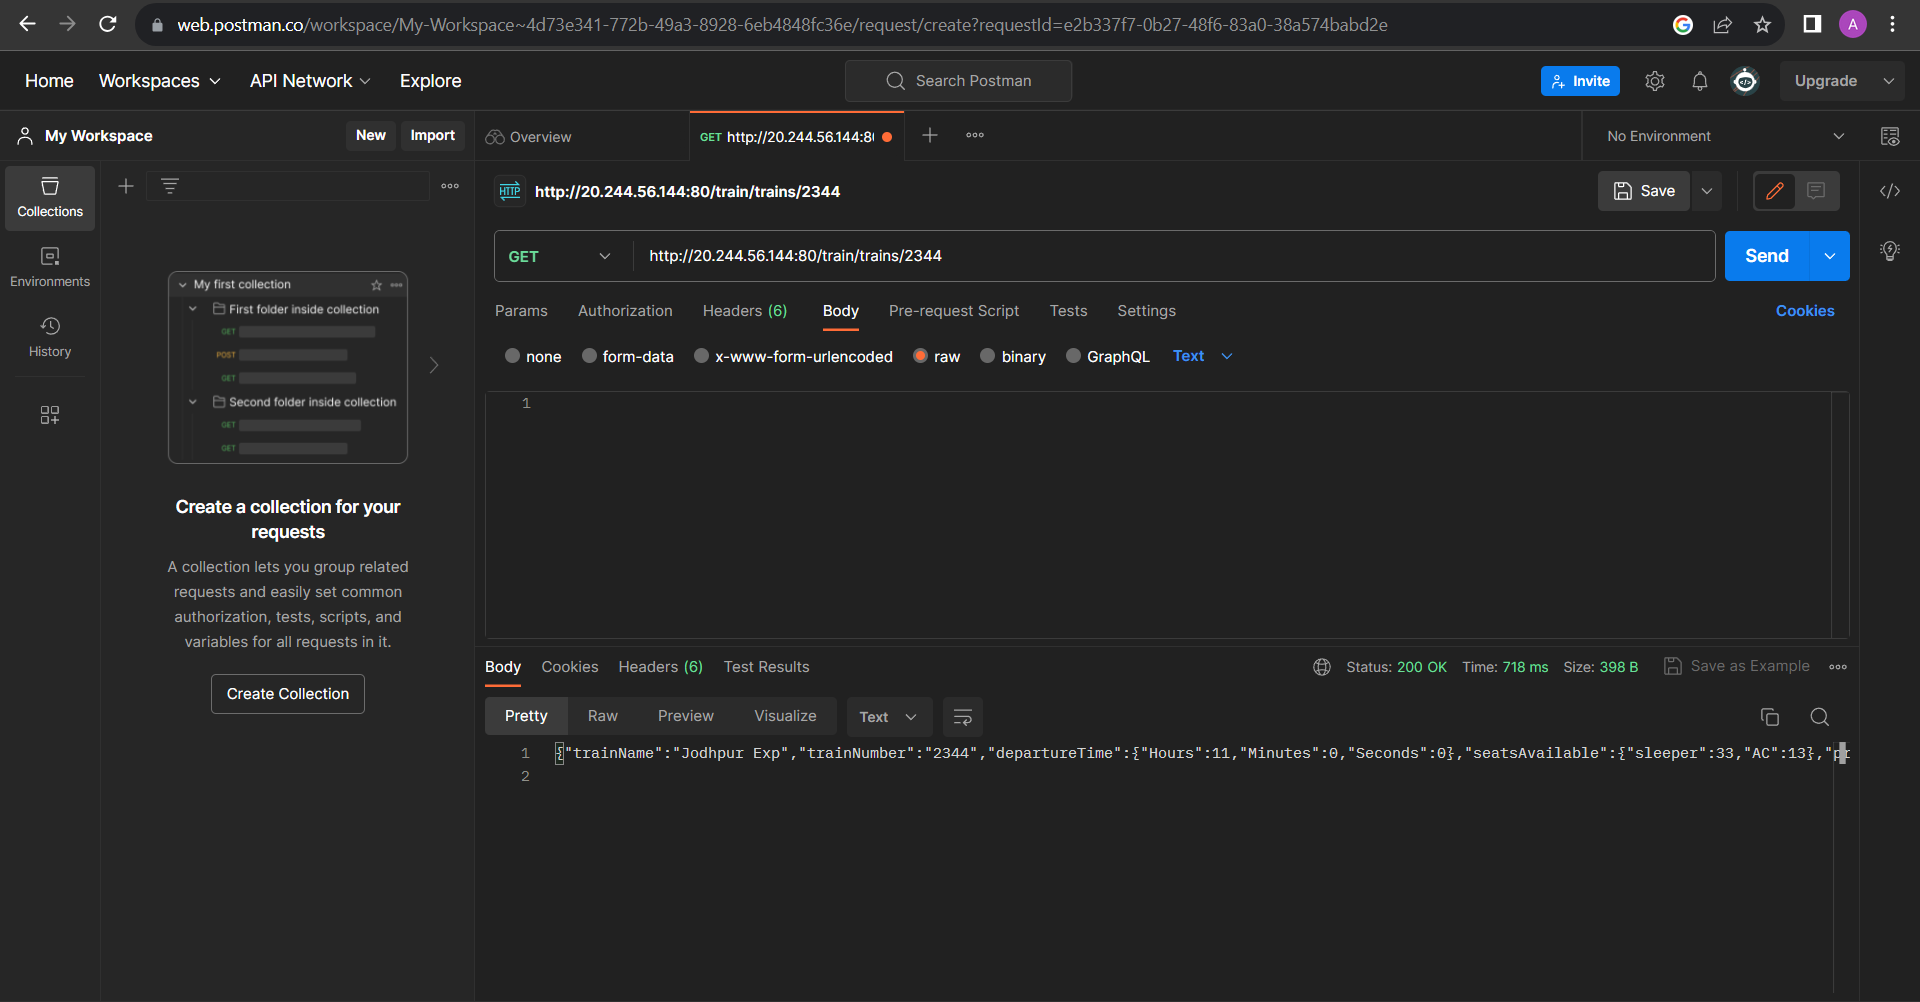 web.postman.co/workspace/My-Workspace~4d73e341-772b-49a3-8928-6eb4848fc36e/request/create?requestId=e2b337f7-0b27-48f6-83a0-38a574babd2e
A
Home Workspaces API Network Explore
Search Postman
Invite
Upgrade
My Workspace
New
Import
Overview
GET http://20.244.56.144:8
No Environment
Collections
Environments
History
My first collection
First folder inside collection
GET
POST
GET
Second folder inside collection
GET
GET
Create a collection for your
requests
A collection lets you group related
requests and easily set common
authorization, tests, scripts, and
variables for all requests in it.
Create Collection
HTTP http://20.244.56.144:80/train/trains/2344
Save
GET http://20.244.56.144:80/train/trains/2344
Send
Params Authorization Headers (6) Body Pre-request Script Tests Settings
Cookies
none form-data x-www-form-urlencoded raw binary GraphQL Text
1
Body Cookies Headers (6) Test Results
Status: 200 OK Time: 718 ms Size: 398 B Save as Example
Pretty Raw Preview Visualize Text
1 {"trainName":"Jodhpur Exp","trainNumber":"2344","departureTime":{"Hours":11,"Minutes":0,"Seconds":0},"seatsAvailable":{"sleeper":33,"AC":13},"pr
2